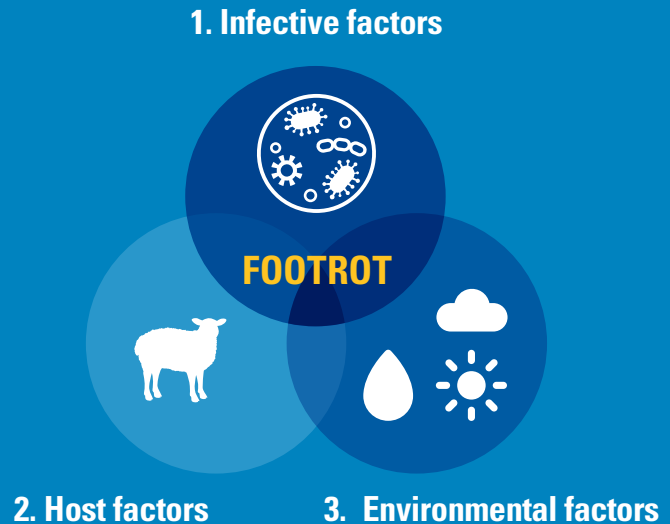 1. Infective factors
FOOTROT
2. Host factors
3. Environmental factors